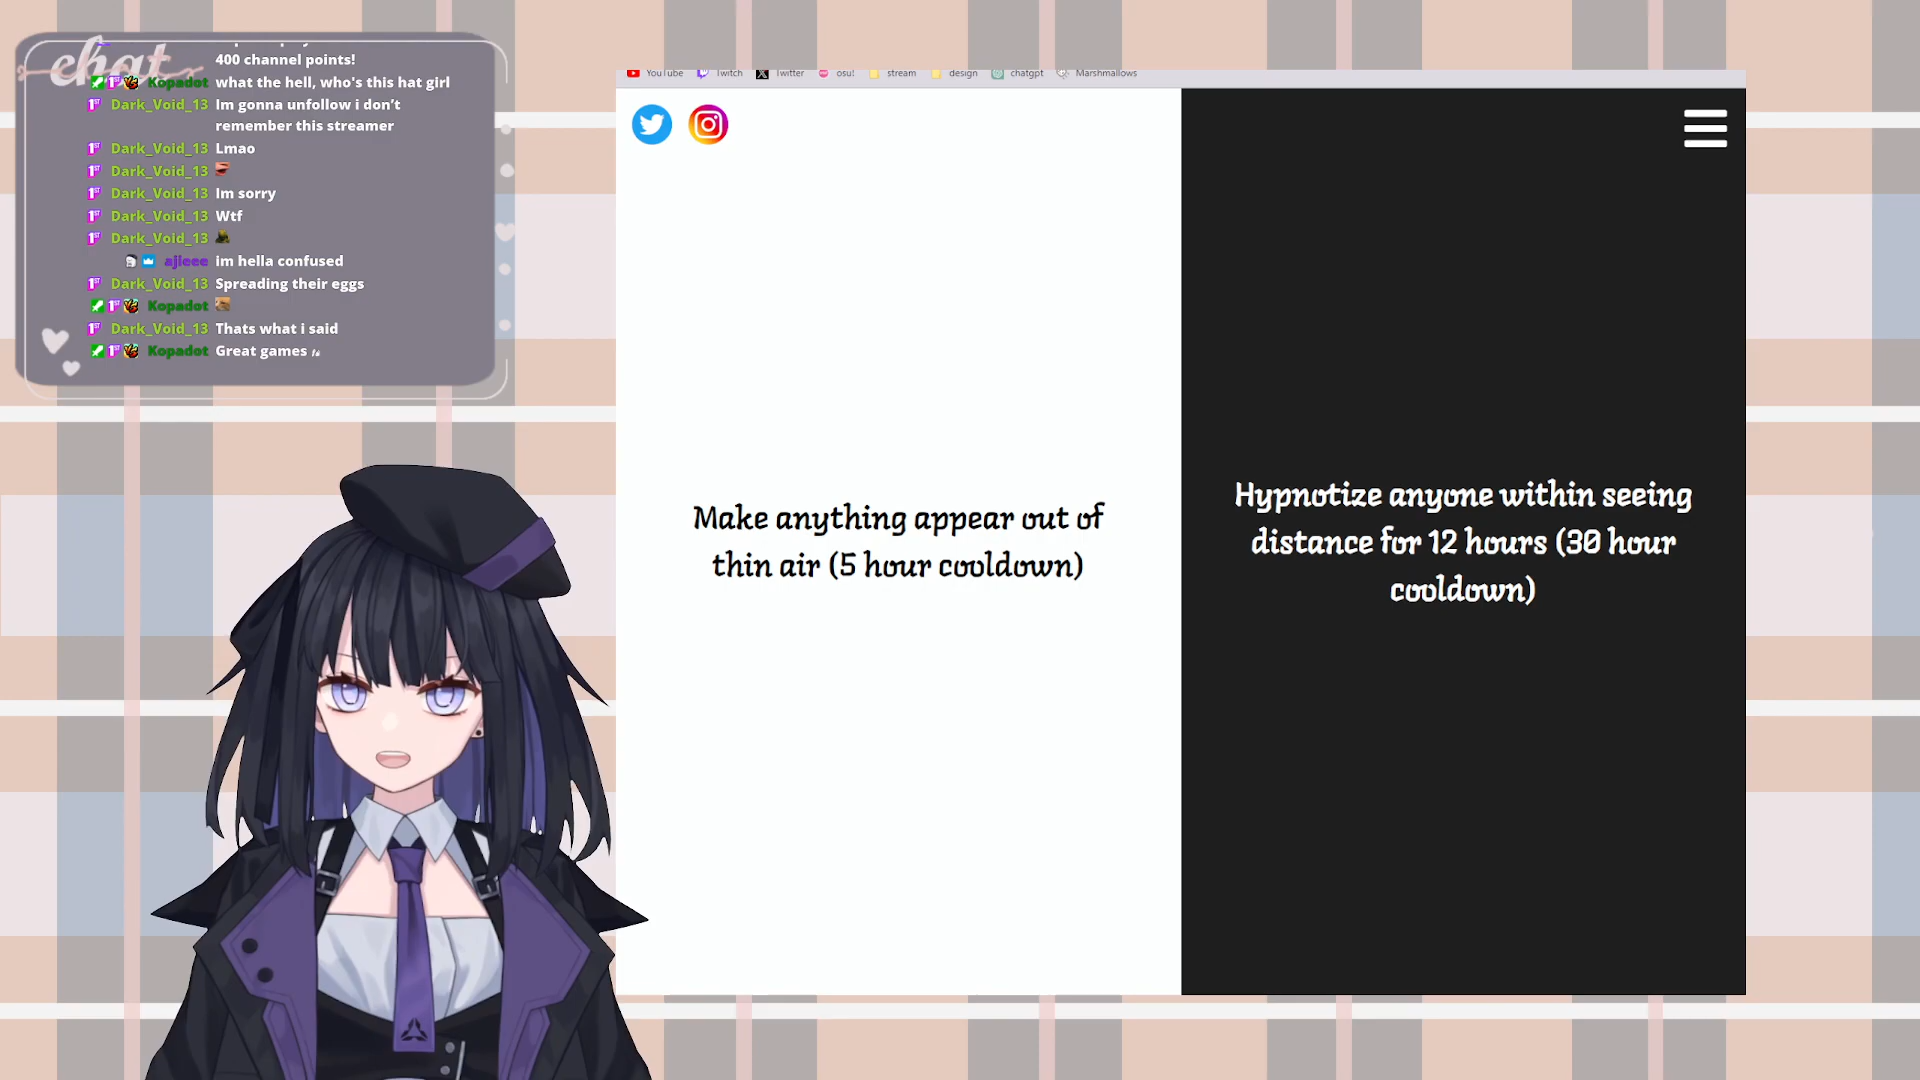 chat
400 channel points!
Kopadot what the hell, who's this hat girl
Dark_Void_13 Im gonna unfollow i don't
remember this streamer
Dark_Void_13 Lmao
Dark_Void_13
Dark_Void_13 Im sorry
Dark_Void_13 Wtf
Dark_Void_13
ajleee im hella confused
Dark_Void_13 Spreading their eggs
Kopadot
Dark_Void_13 Thats what i said
Kopadot Great games
YouTube Twitch Twitter osu! stream design chatgpt Marshmallows
Make anything appear out of
thin air (5 hour cooldown)
Hypnotize anyone within seeing
distance for 12 hours (30 hour
cooldown)